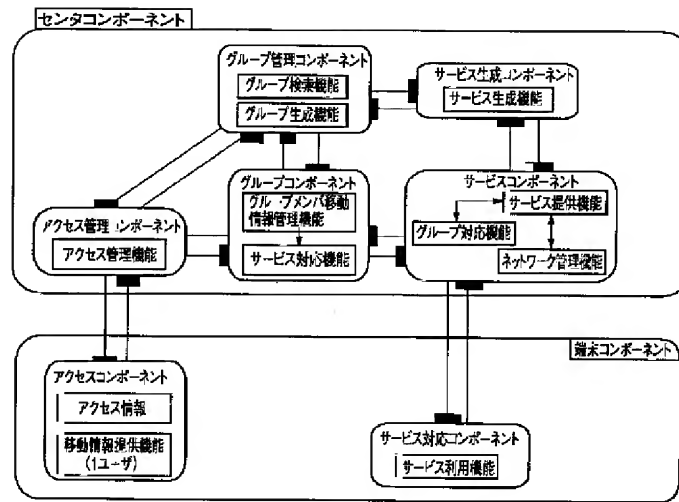 センタコンポーネント
グループ管理コンポーネント
グループ検索機能
グループ生成機能
サービス生成コンポーネント
サービス生成機能
グループコンポーネント
グループメンバ移動
情報管理機能
サービス対応機能
サービスコンポーネント
サービス提供機能
グループ対応機能
ネットワーク管理機能
アクセス管理コンポーネント
アクセス管理機能
端末コンポーネント
アクセスコンポーネント
アクセス情報
移動情報提供機能
(1ユーザ)
サービス対応コンポーネント
サービス利用機能